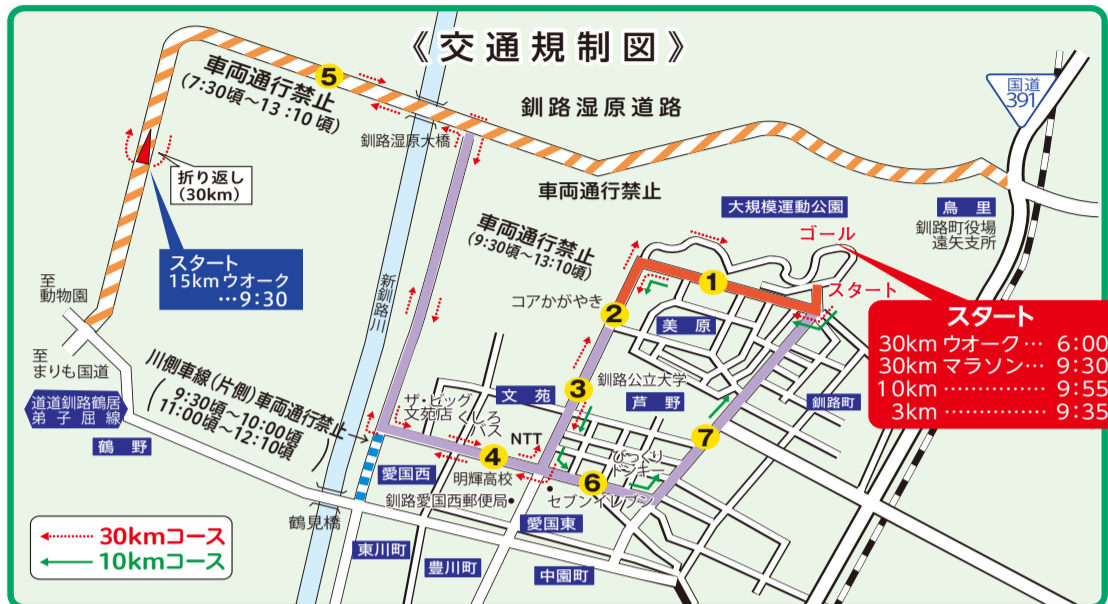 《交通規制図》
5
車両通行禁止
(7:30頃～13:10頃)
釧路湿原道路
国道
391
釧路湿原大橋
折り返し
(30km)
車両通行禁止
大規模運動公園
鳥里
釧路町役場
遠矢支所
ゴール
スタート
15kmウオーク
…9:30
車両通行禁止
(9:30頃～13:10頃)
至
動物園
新釧路川
コアかがやき
1
2
スタート
美原
スタート
30kmウオーク… 6:00
30kmマラソン… 9:30
10km …………… 9:55
3km …………… 9:35
至
まりも国道
道道釧路鶴居
弟子屈線
川側車線(片側)車両通行禁止
(9:30頃～10:00頃
11:00頃～12:10頃)
ザ・ビッグ
文苑店
くしろ
バス
文苑
3
釧路公立大学
芦野
釧路町
鶴野
NTT
4
明輝高校
愛国西
びっくり
ドンキー
7
6
釧路愛国西郵便局
セブンイレブン
鶴見橋
愛国東
東川町
豊川町
中園町
30kmコース
10kmコース